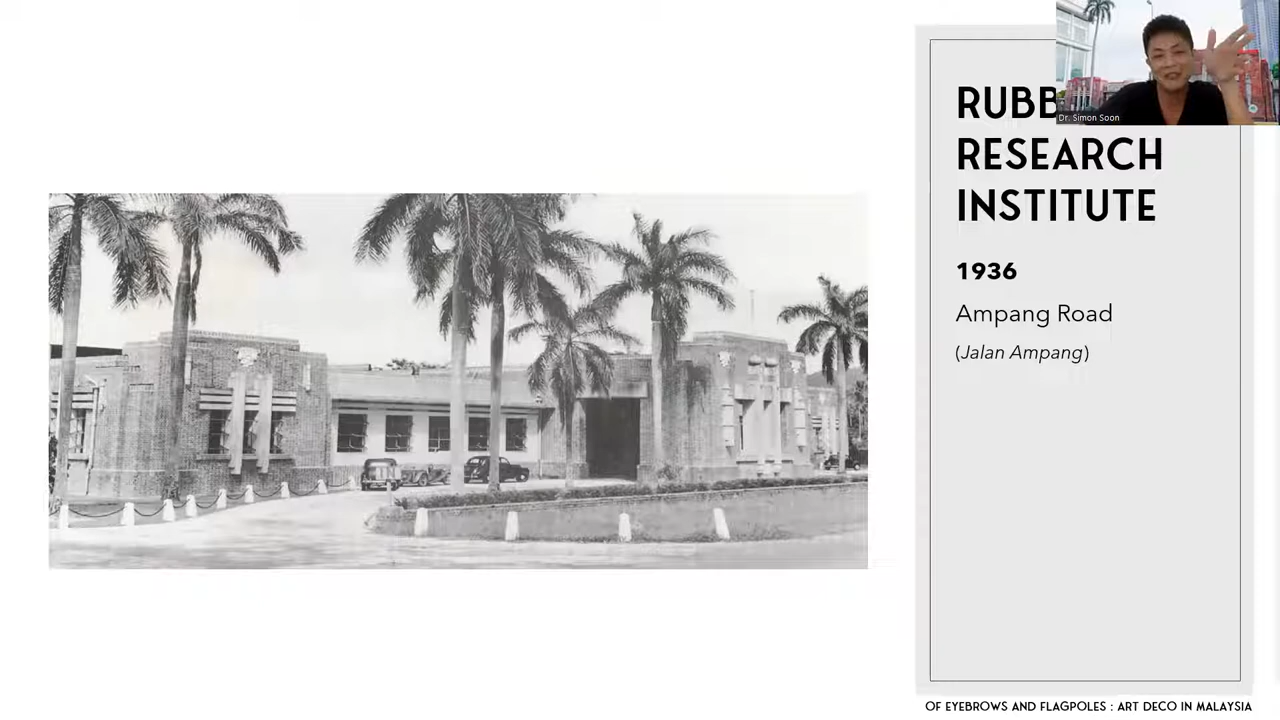 RUBB
RESEARCH
INSTITUTE
1936
Ampang Road
(Jalan Ampang)
Dr. Simon Soon
OF EYEBROWS AND FLAGPOLES : ART DECO IN MALAYSIA